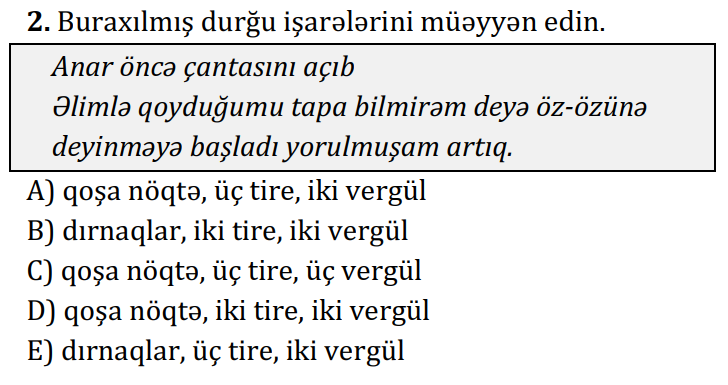 2. Buraxılmış durğu işarələrini müəyyən edin.
Anar öncə çantasını açıb
Əlimlə qoyduğumu tapa bilmirəm deyə öz-özünə
deyinməyə başladı yorulmuşam artıq.
A) qoşa nöqtə, üç tire, iki vergül
B) dırnaqlar, iki tire, iki vergül
C) qoşa nöqtə, üç tire, üç vergül
D) qoşa nöqtə, iki tire, iki vergül
E) dırnaqlar, üç tire, iki vergül